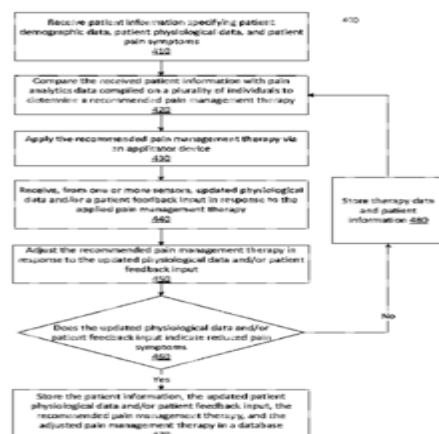 400
Receive patient information specifying patient
demographic data, patient physiological data, and patient
pain symptoms
410
Compare the received patient information with pain
analytics data compiled on a plurality of individuals to
determine a recommended pain management therapy
420
Apply the recommended pain management therapy via
an applicator device
430
Receive, from one or more sensors, updated physiological
data and/or a patient feedback input in response to the
applied pain management therapy
440
Store therapy data
and patient
information 480
Adjust the recommended pain management therapy in
response to the updated physiological data and/or patient
feedback input
450
No
Does the updated physiological data and/or
patient feedback input indicate reduced pain
symptoms
460
Yes
Store the patient information, the updated patient
physiological data and/or patient feedback input, the
recommended pain management therapy, and the
adjusted pain management therapy in a database
470